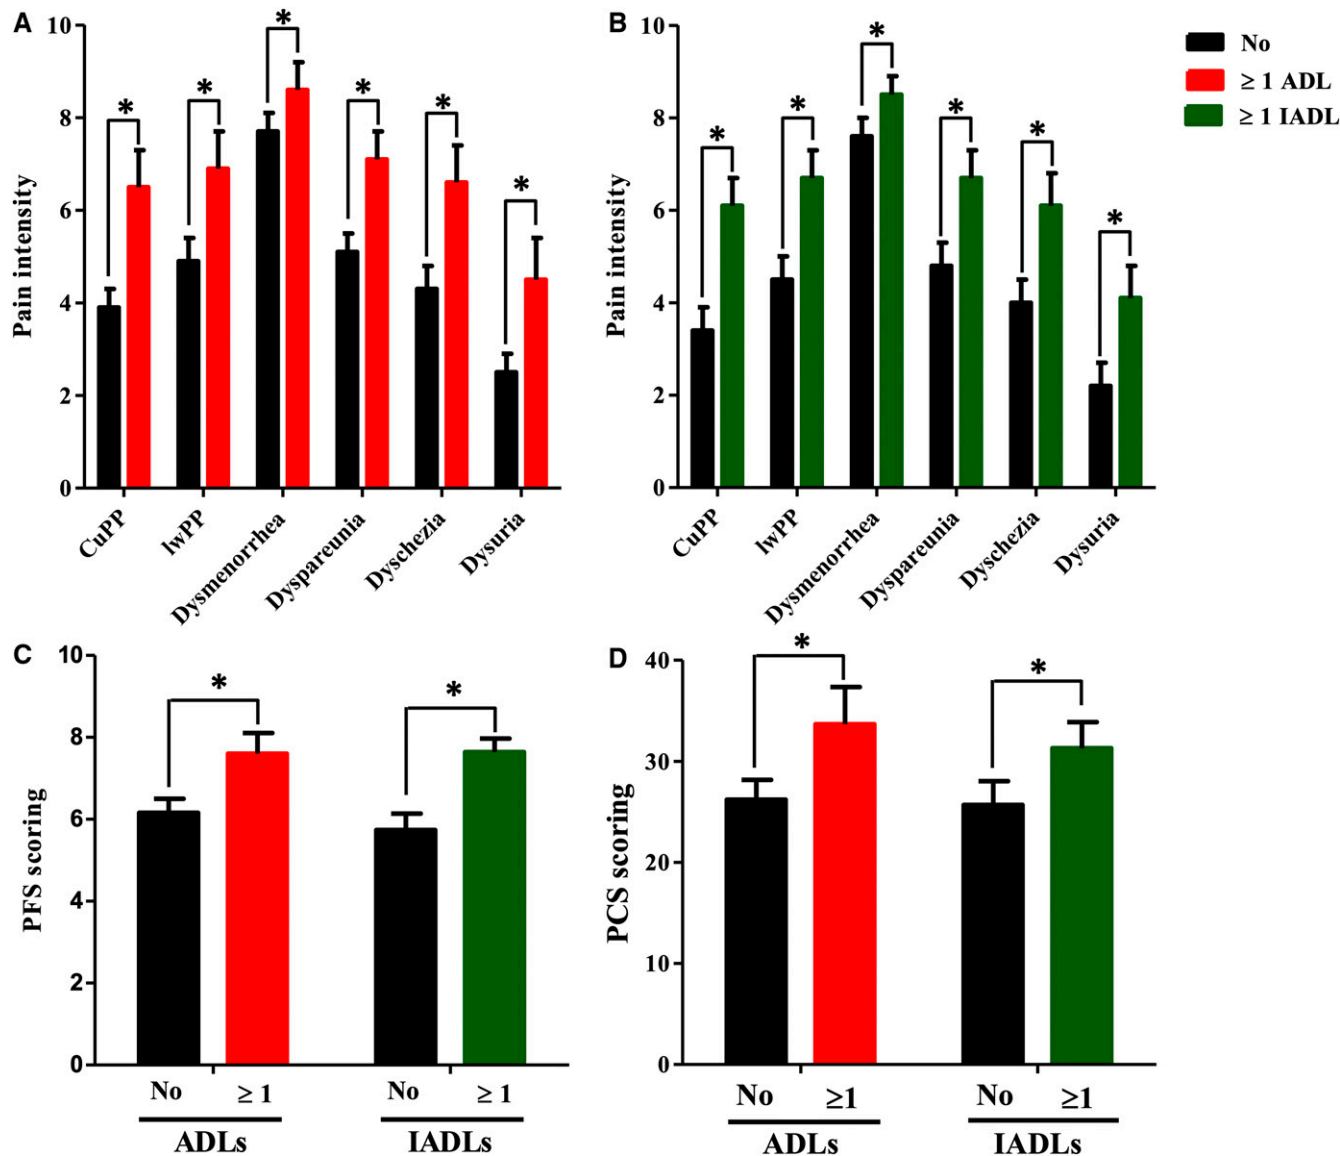 A
Pain intensity
10
8
6
4
2
0
*
*
*
*
*
*
CuPP
lwPP
Dysmenorrhea
Dyspareunia
Dyschezia
Dysuria
B
Pain intensity
10
8
6
4
2
0
*
*
*
*
*
*
CuPP
lwPP
Dysmenorrhea
Dyspareunia
Dyschezia
Dysuria
No
≥ 1 ADL
≥ 1 IADL
C
PFS scoring
10
8
6
4
2
0
*
*
No
≥ 1
No
≥ 1
ADLs
IADLs
D
PCS scoring
40
30
20
10
0
*
*
No
≥1
No
≥1
ADLs
IADLs